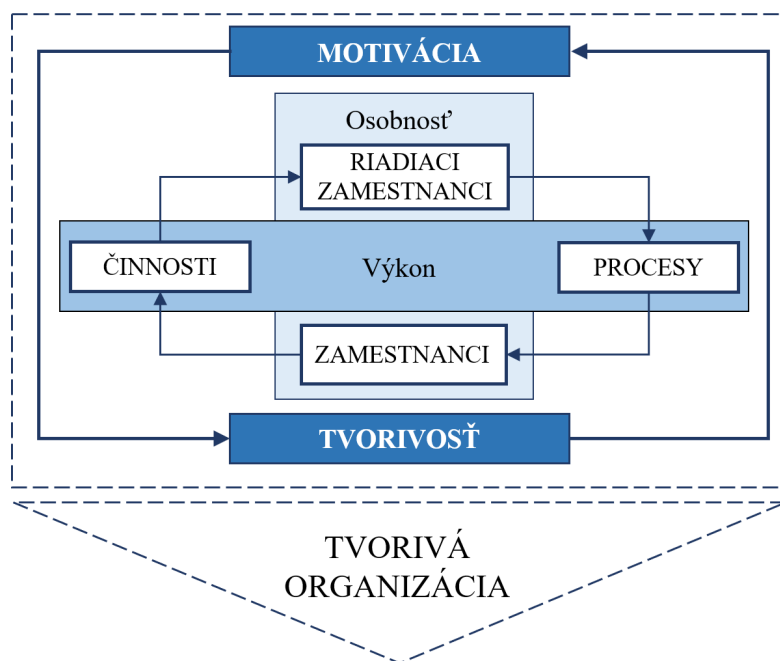 MOTIVÁCIA
Osobnosť
RIADIACI
ZAMESTNANCI
ČINNOSTI
Výkon
PROCESY
ZAMESTNANCI
TVORIVOSŤ
TVORIVÁ
ORGANIZÁCIA